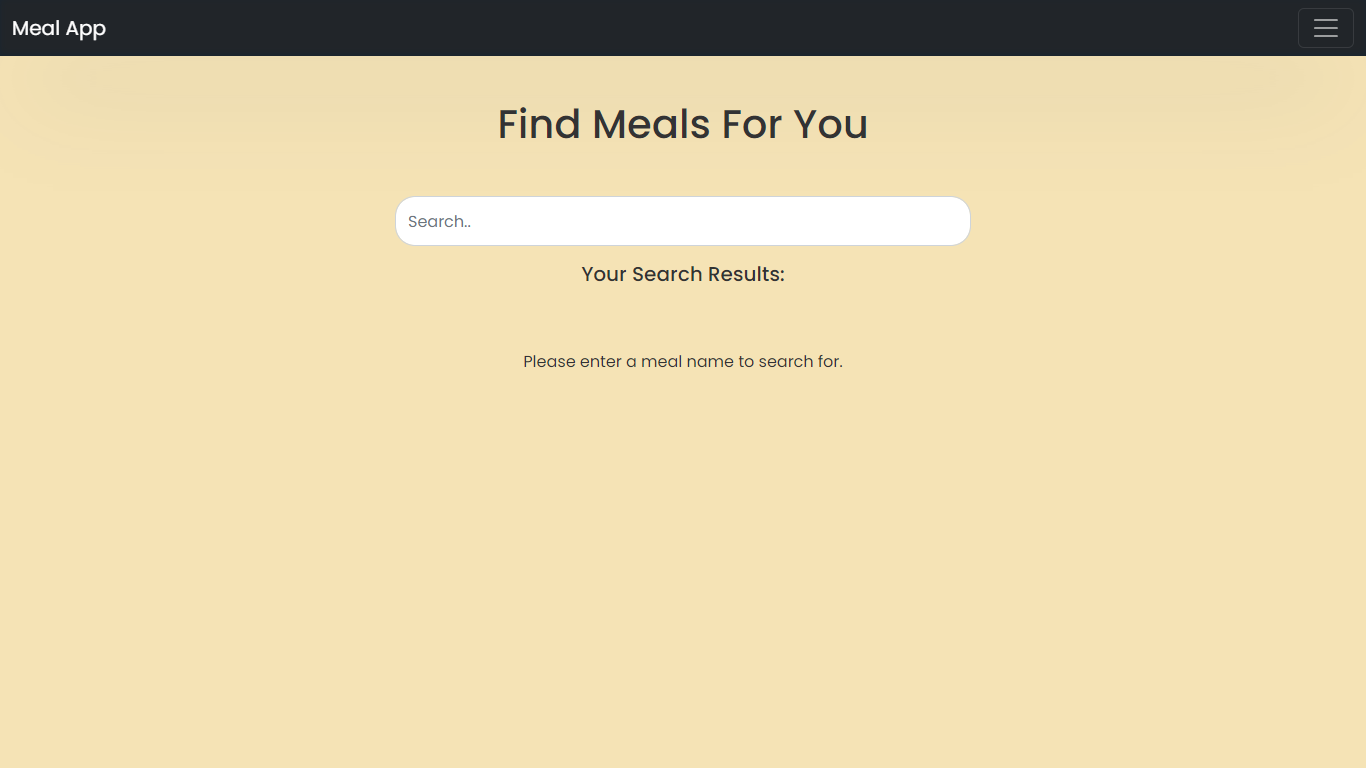 Meal App
Find Meals For You
Search..
Your Search Results:
Please enter a meal name to search for.